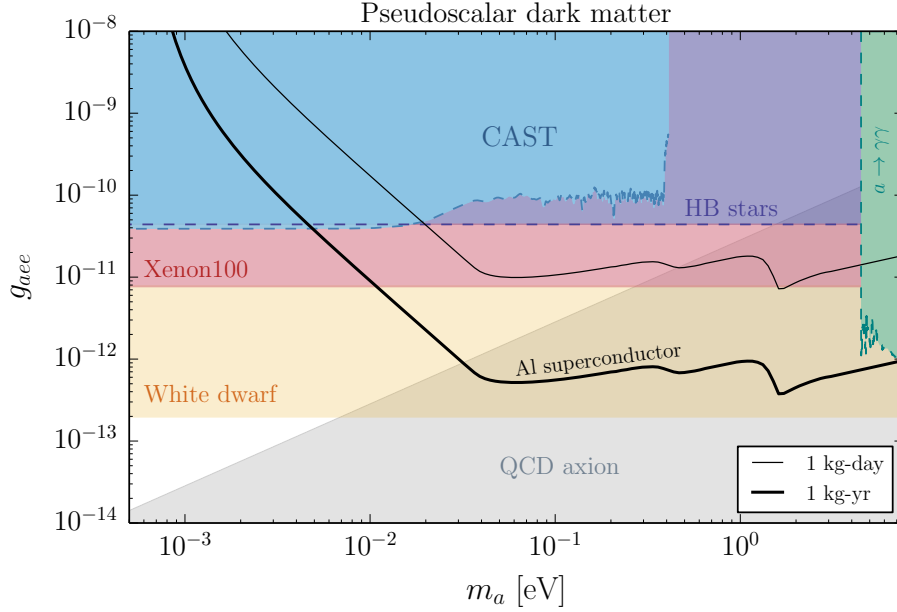 Pseudoscalar dark matter
10⁻⁸
10⁻⁹
10⁻¹⁰
10⁻¹¹
10⁻¹²
10⁻¹³
10⁻¹⁴
g_aee
CAST
a → γγ
HB stars
Xenon100
Al superconductor
White dwarf
QCD axion
1 kg-day
1 kg-yr
10⁻³
10⁻²
10⁻¹
10⁰
m_a [eV]